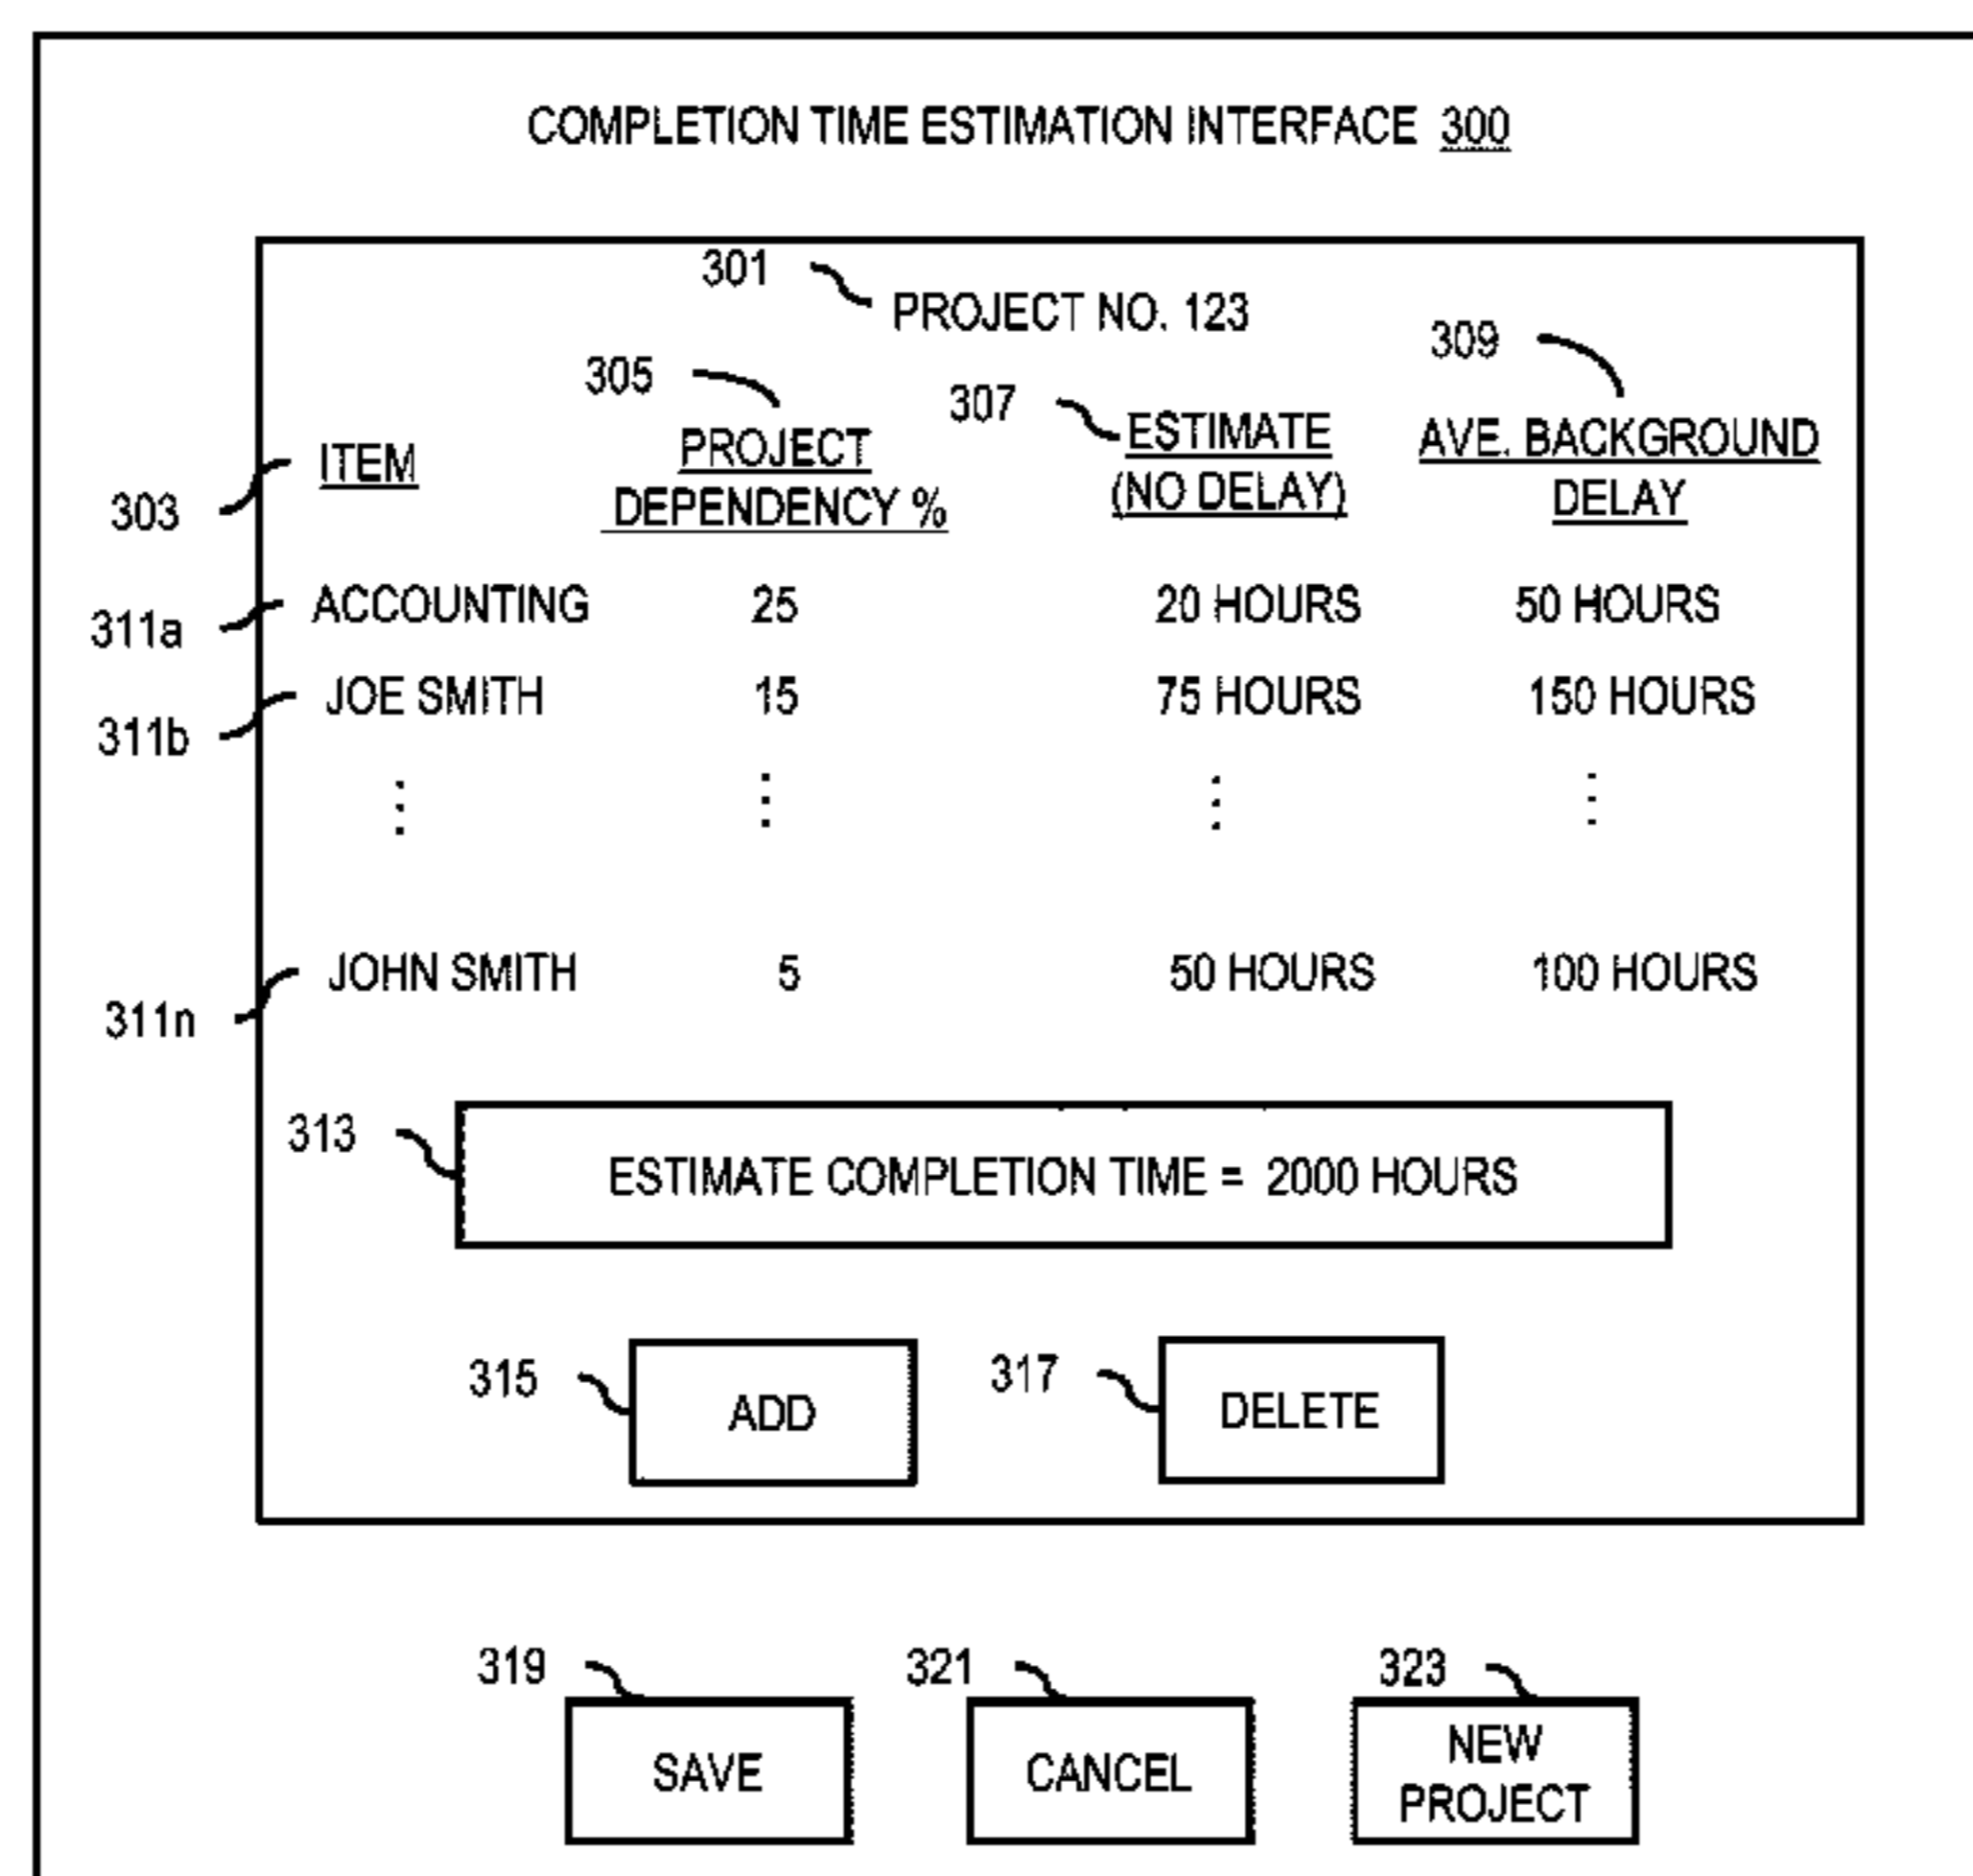 COMPLETION TIME ESTIMATION INTERFACE 300
301
PROJECT NO. 123
309
305
307
ITEM
PROJECT
DEPENDENCY %
ESTIMATE
(NO DELAY)
AVE. BACKGROUND
DELAY
303
ACCOUNTING 25 20 HOURS 50 HOURS
311a
JOE SMITH 15 75 HOURS 150 HOURS
311b
JOHN SMITH 5 50 HOURS 100 HOURS
311n
313
ESTIMATE COMPLETION TIME = 2000 HOURS
315
ADD
317
DELETE
319
SAVE
321
CANCEL
323
NEW
PROJECT